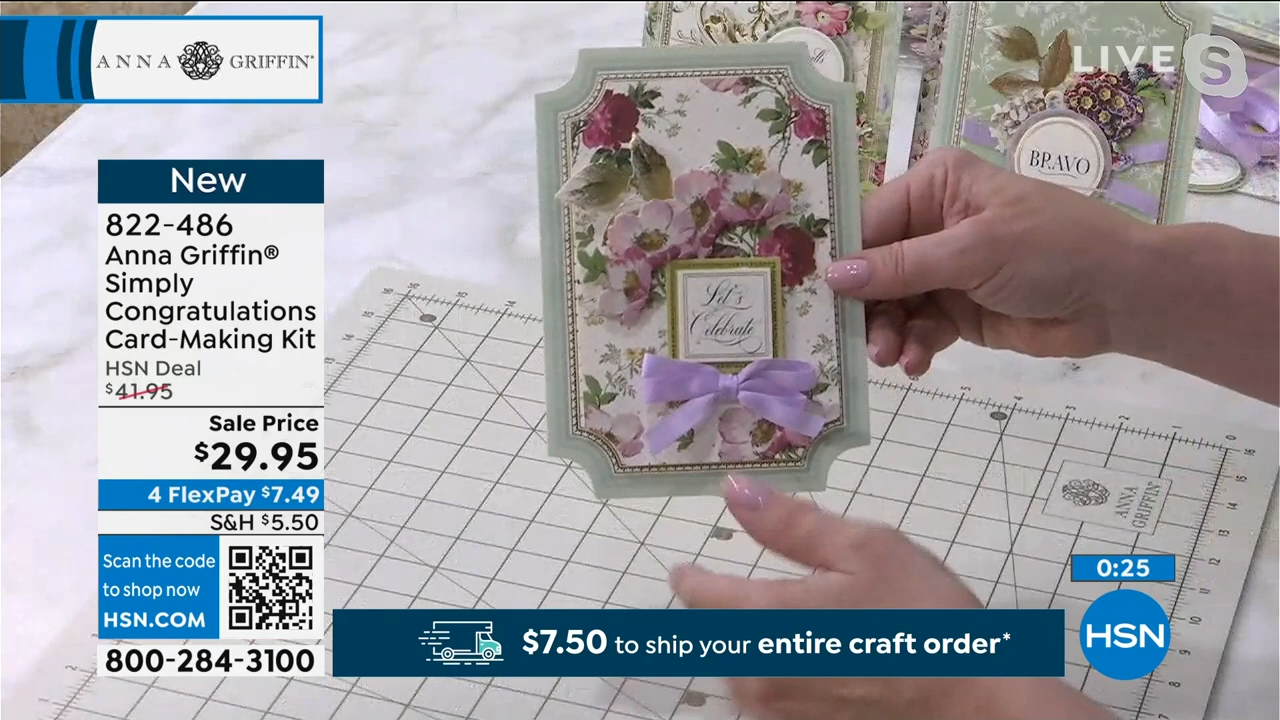 ANNA GRIFFIN®
LIVE S
New
822-486
Anna Griffin®
Simply
Congratulations
Card-Making Kit
HSN Deal
$41.95
Sale Price
$29.95
4 FlexPay $7.49
S&H $5.50
Scan the code
to shop now
HSN.COM
800-284-3100
BRAVO
Let's
Celebrate
ANNA
GRIFFIN
0:25
$7.50 to ship your entire craft order*
HSN